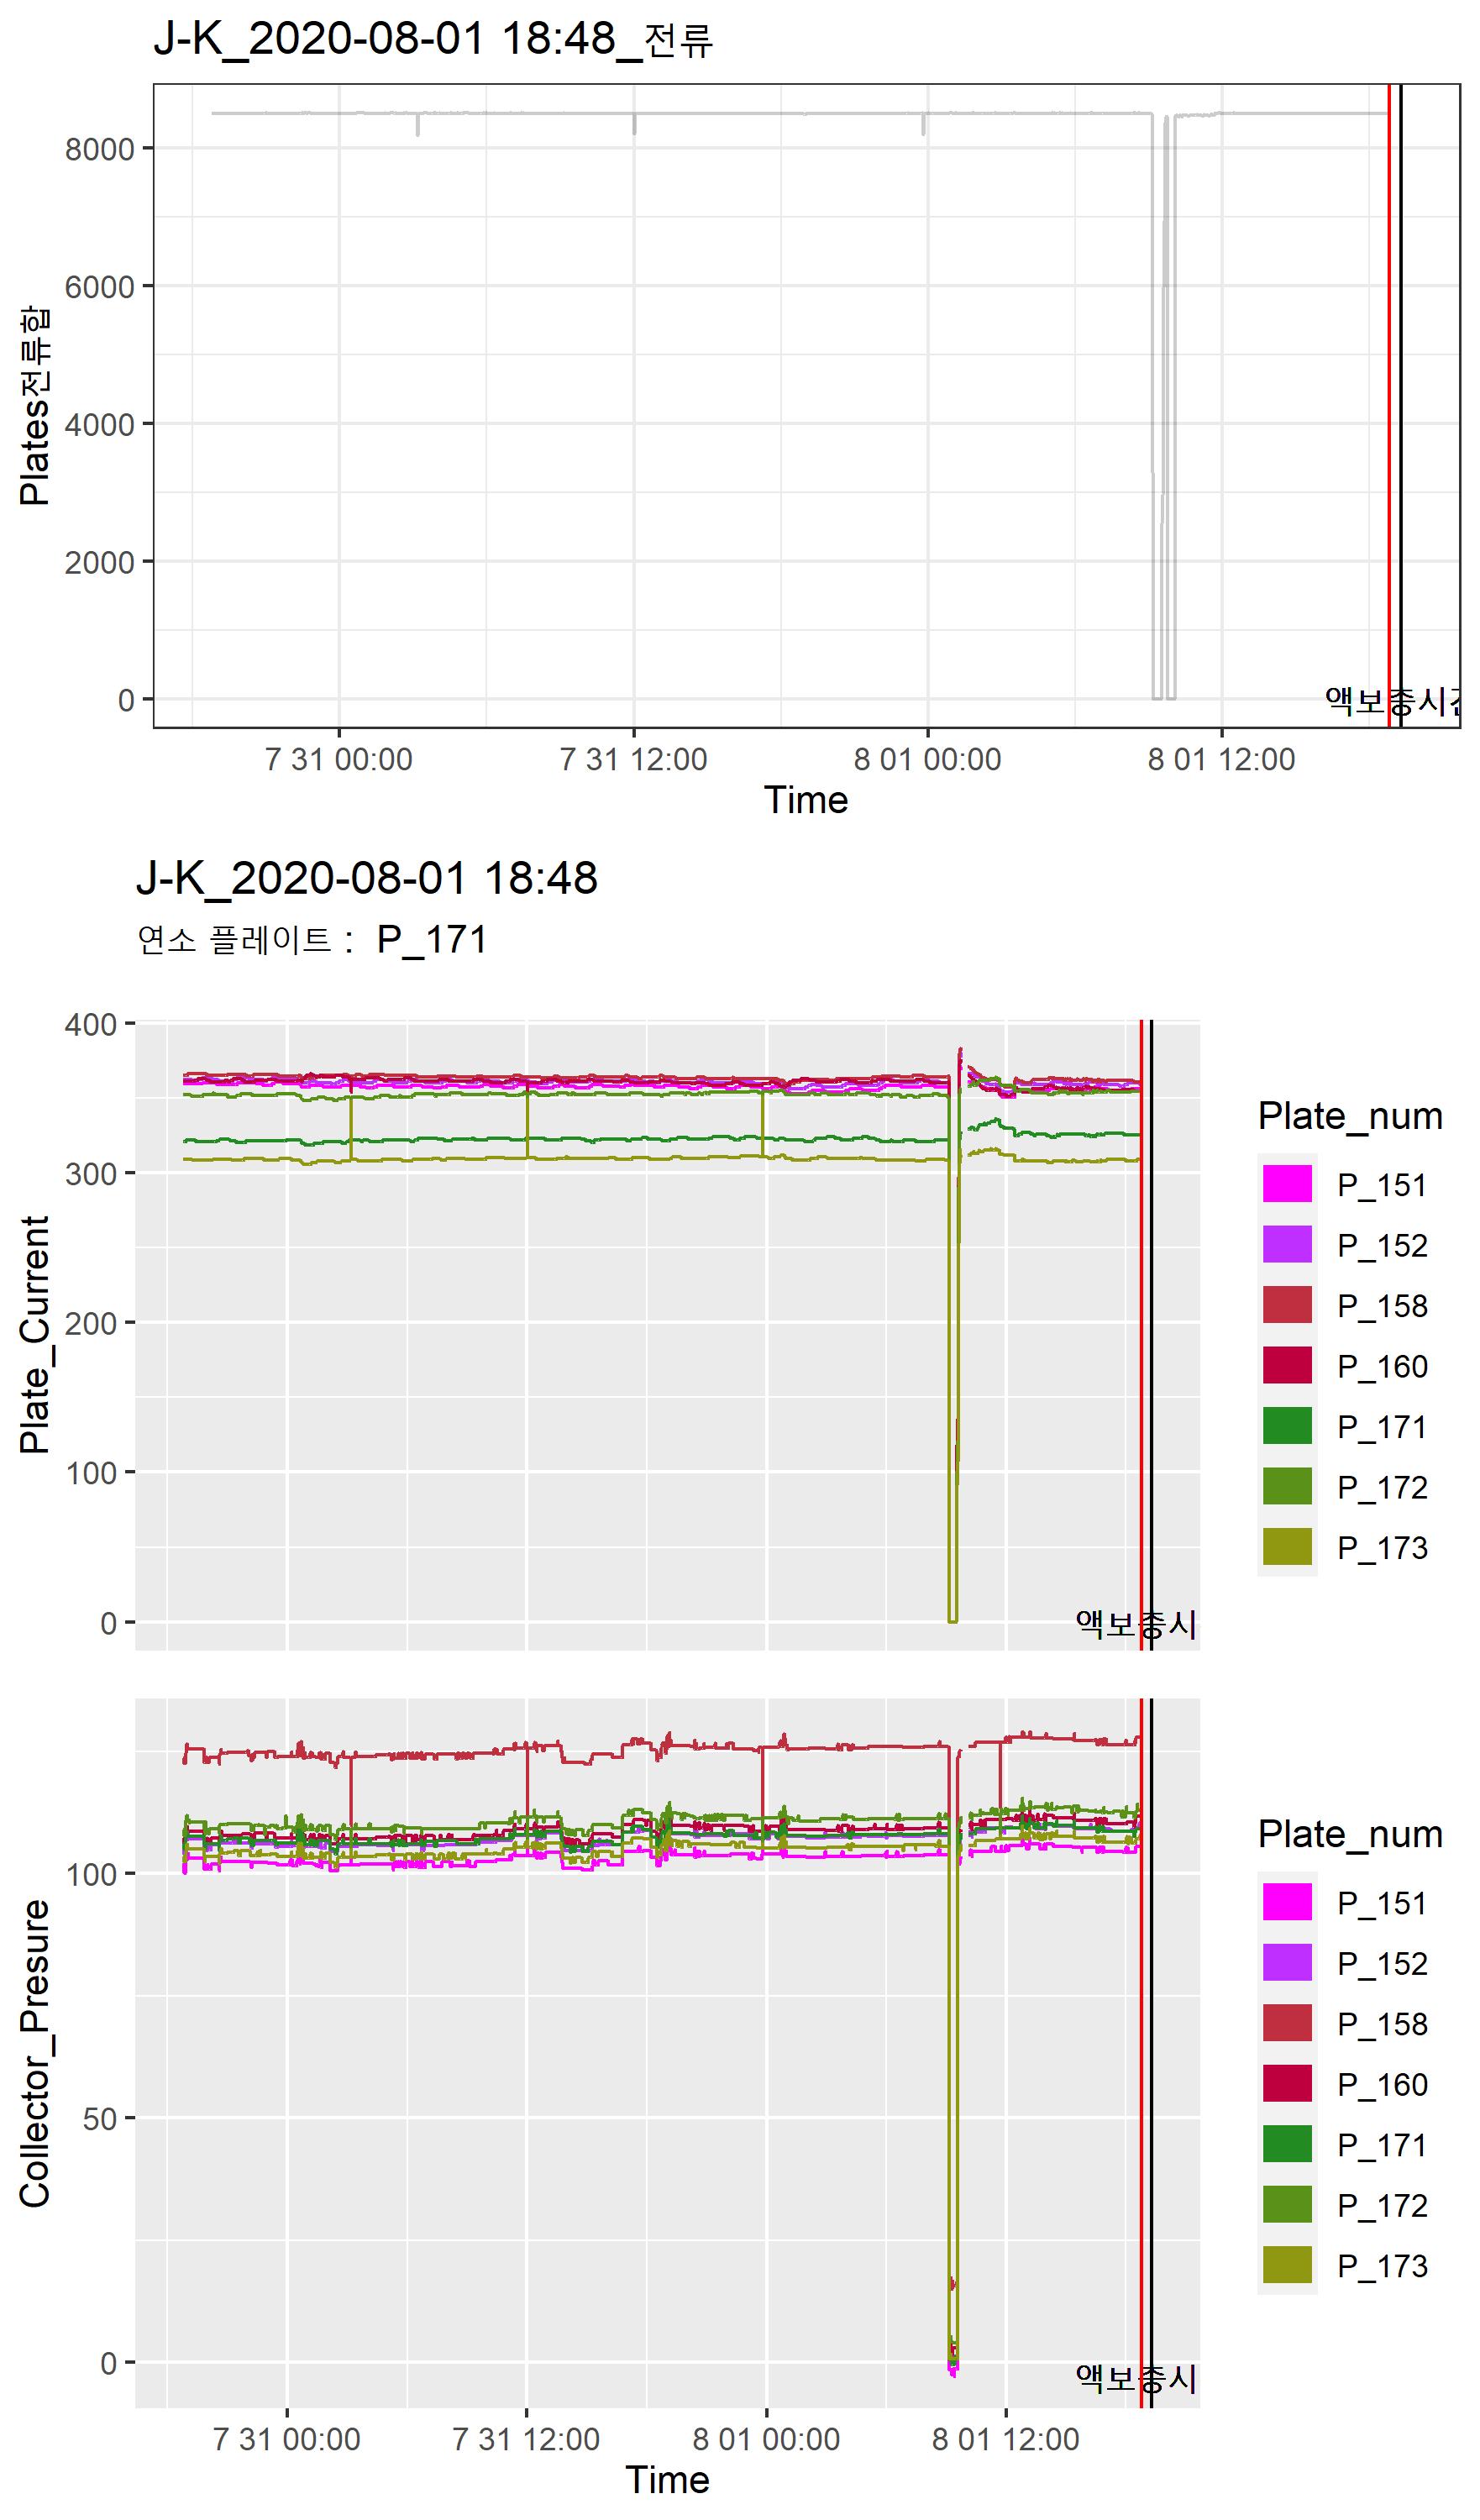 J-K_2020-08-01 18:48_전류
Plates전류합
8000
6000
4000
2000
0
액보충시
7 31 00:00 7 31 12:00 8 01 00:00 8 01 12:00
Time
J-K_2020-08-01 18:48
연소 플레이트 : P_171
Plate_Current
400
300
200
100
0
액보충시
Plate_num
P_151
P_152
P_158
P_160
P_171
P_172
P_173
Collector_Presure
100
50
0
액보충시
7 31 00:00 7 31 12:00 8 01 00:00 8 01 12:00
Time
Plate_num
P_151
P_152
P_158
P_160
P_171
P_172
P_173